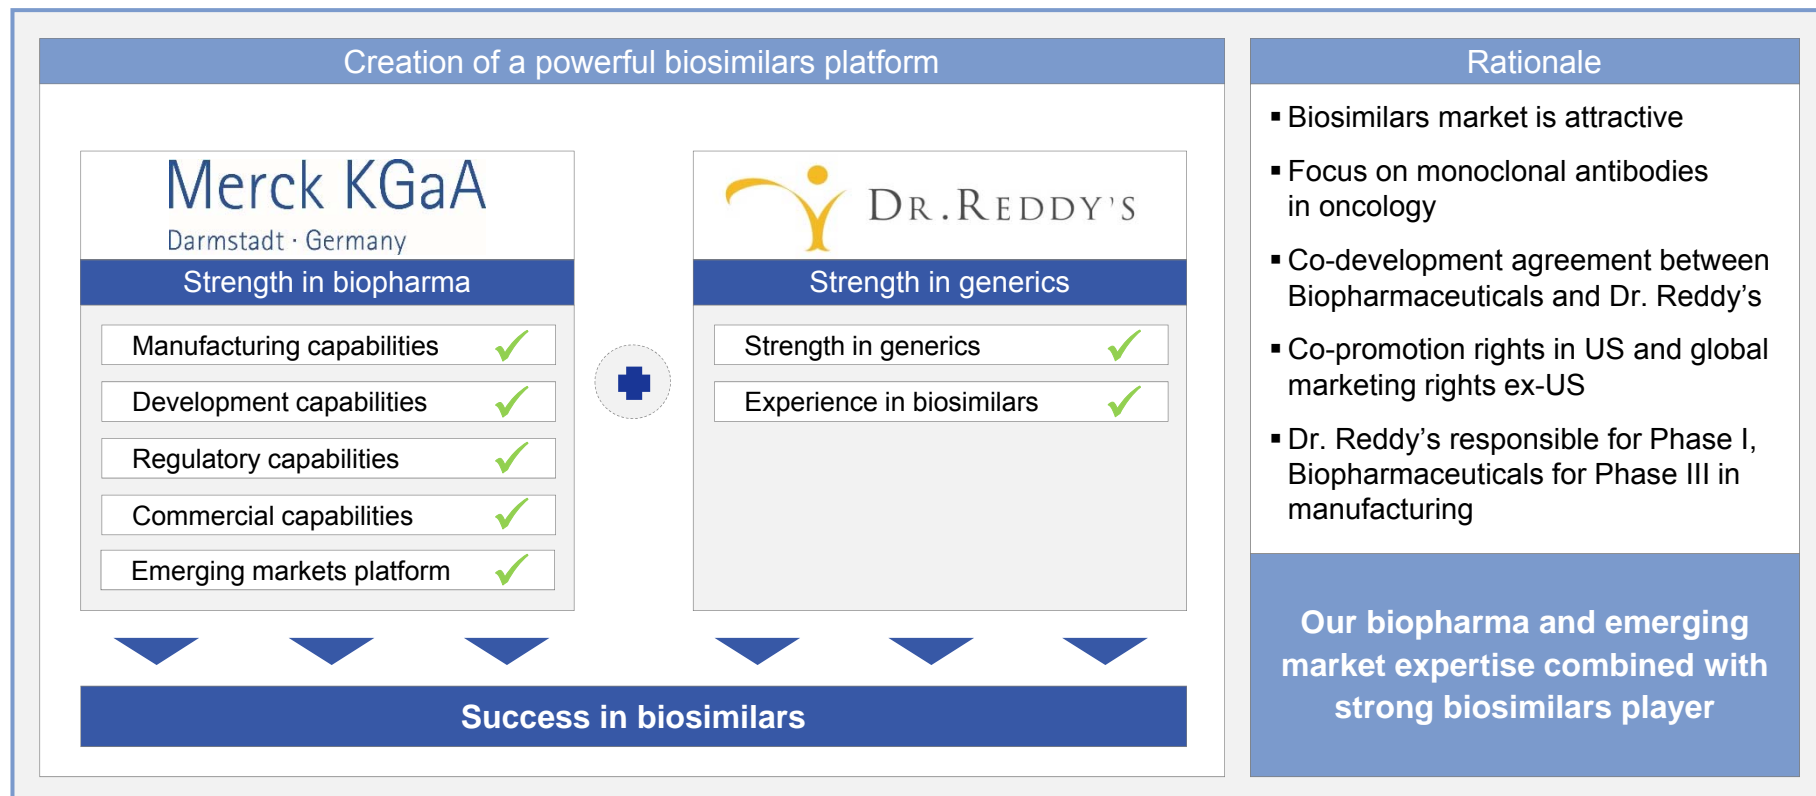 Creation of a powerful biosimilars platform
Merck KGaA
Darmstadt · Germany
Strength in biopharma
Manufacturing capabilities
Development capabilities
Regulatory capabilities
Commercial capabilities
Emerging markets platform
DR.REDDY'S
Strength in generics
Strength in generics
Experience in biosimilars
Success in biosimilars
Rationale
▪ Biosimilars market is attractive
▪ Focus on monoclonal antibodies
in oncology
▪ Co-development agreement between
Biopharmaceuticals and Dr. Reddy’s
▪ Co-promotion rights in US and global
marketing rights ex-US
▪ Dr. Reddy’s responsible for Phase I,
Biopharmaceuticals for Phase III in
manufacturing
Our biopharma and emerging
market expertise combined with
strong biosimilars player